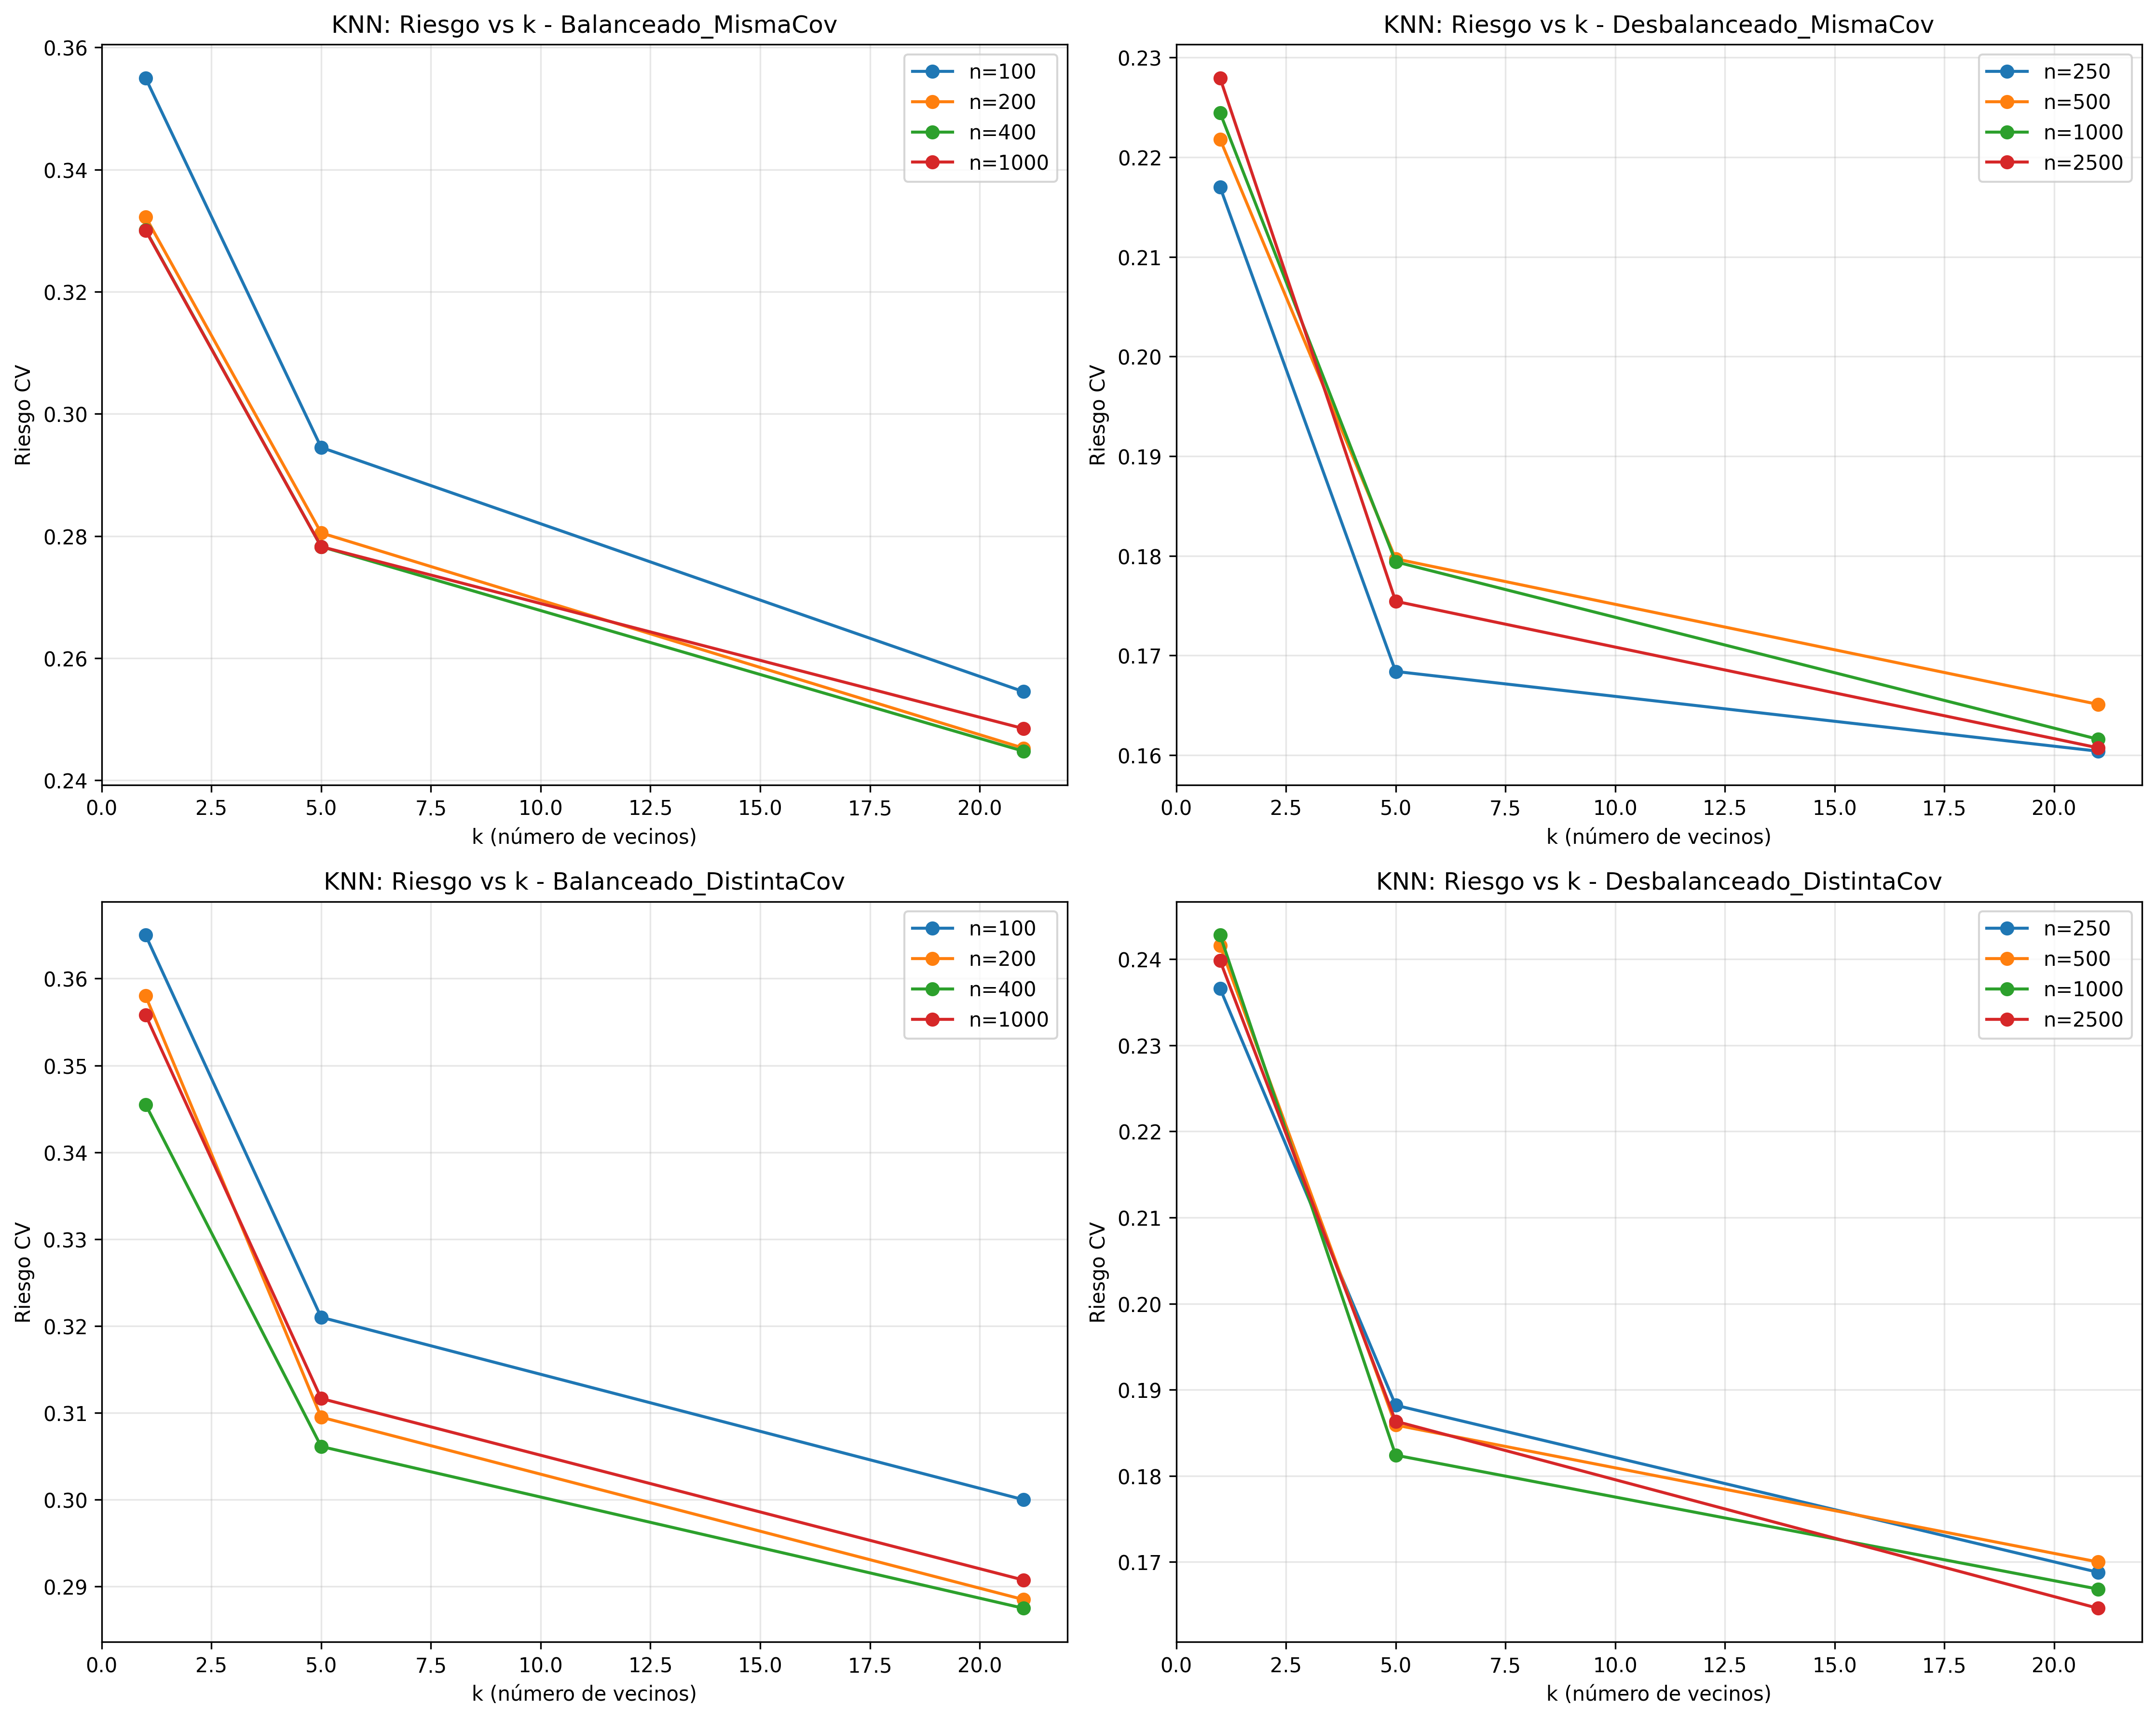 KNN: Riesgo vs k - Balanceado_MismaCov
0.36
0.34
0.32
0.30
0.28
0.26
0.24
Riesgo CV
0.0 2.5 5.0 7.5 10.0 12.5 15.0 17.5 20.0
k (número de vecinos)
n=100
n=200
n=400
n=1000
KNN: Riesgo vs k - Desbalanceado_MismaCov
0.23
0.22
0.21
0.20
0.19
0.18
0.17
0.16
Riesgo CV
0.0 2.5 5.0 7.5 10.0 12.5 15.0 17.5 20.0
k (número de vecinos)
n=250
n=500
n=1000
n=2500
KNN: Riesgo vs k - Balanceado_DistintaCov
0.36
0.35
0.34
0.33
0.32
0.31
0.30
0.29
Riesgo CV
0.0 2.5 5.0 7.5 10.0 12.5 15.0 17.5 20.0
k (número de vecinos)
n=100
n=200
n=400
n=1000
KNN: Riesgo vs k - Desbalanceado_DistintaCov
0.24
0.23
0.22
0.21
0.20
0.19
0.18
0.17
Riesgo CV
0.0 2.5 5.0 7.5 10.0 12.5 15.0 17.5 20.0
k (número de vecinos)
n=250
n=500
n=1000
n=2500